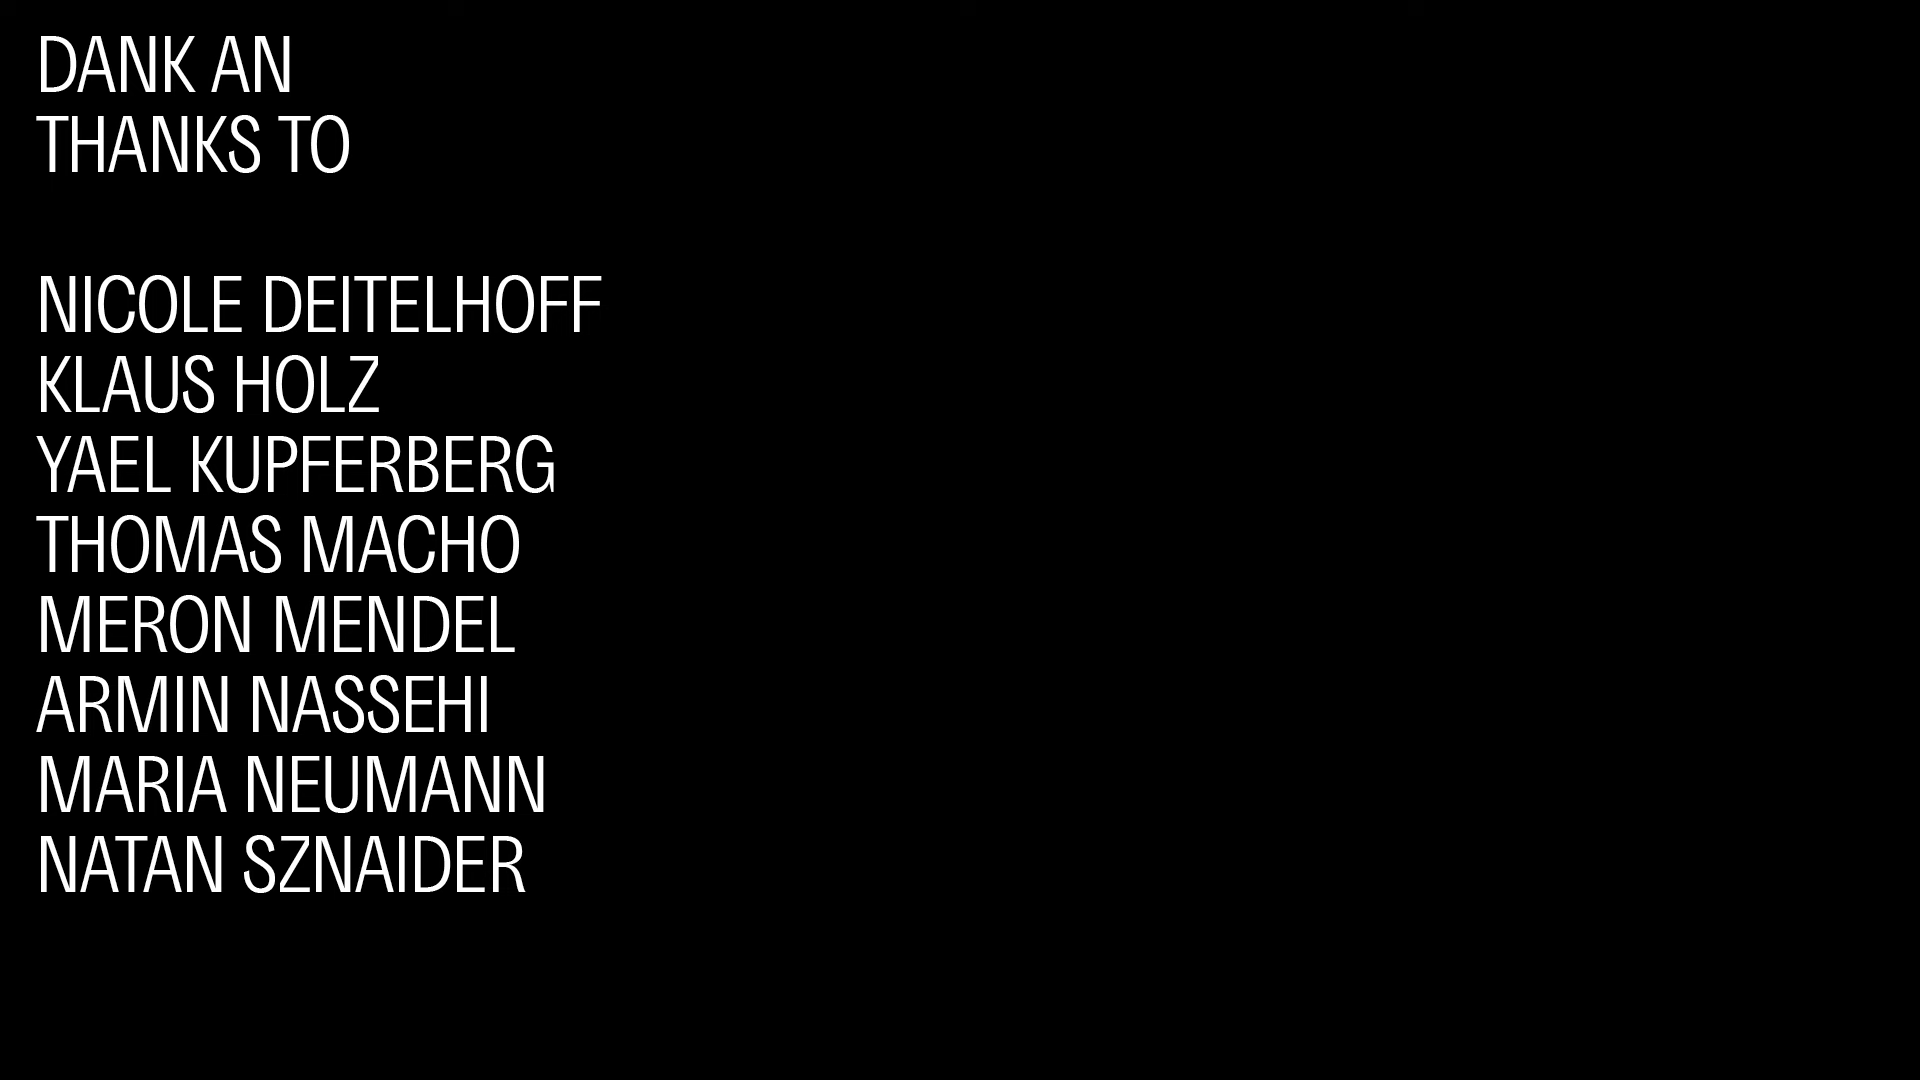 DANK AN
THANKS TO
NICOLE DEITELHOFF
KLAUS HOLZ
YAEL KUPFERBERG
THOMAS MACHO
MERON MENDEL
ARMIN NASSEHI
MARIA NEUMANN
NATAN SZNAIDER